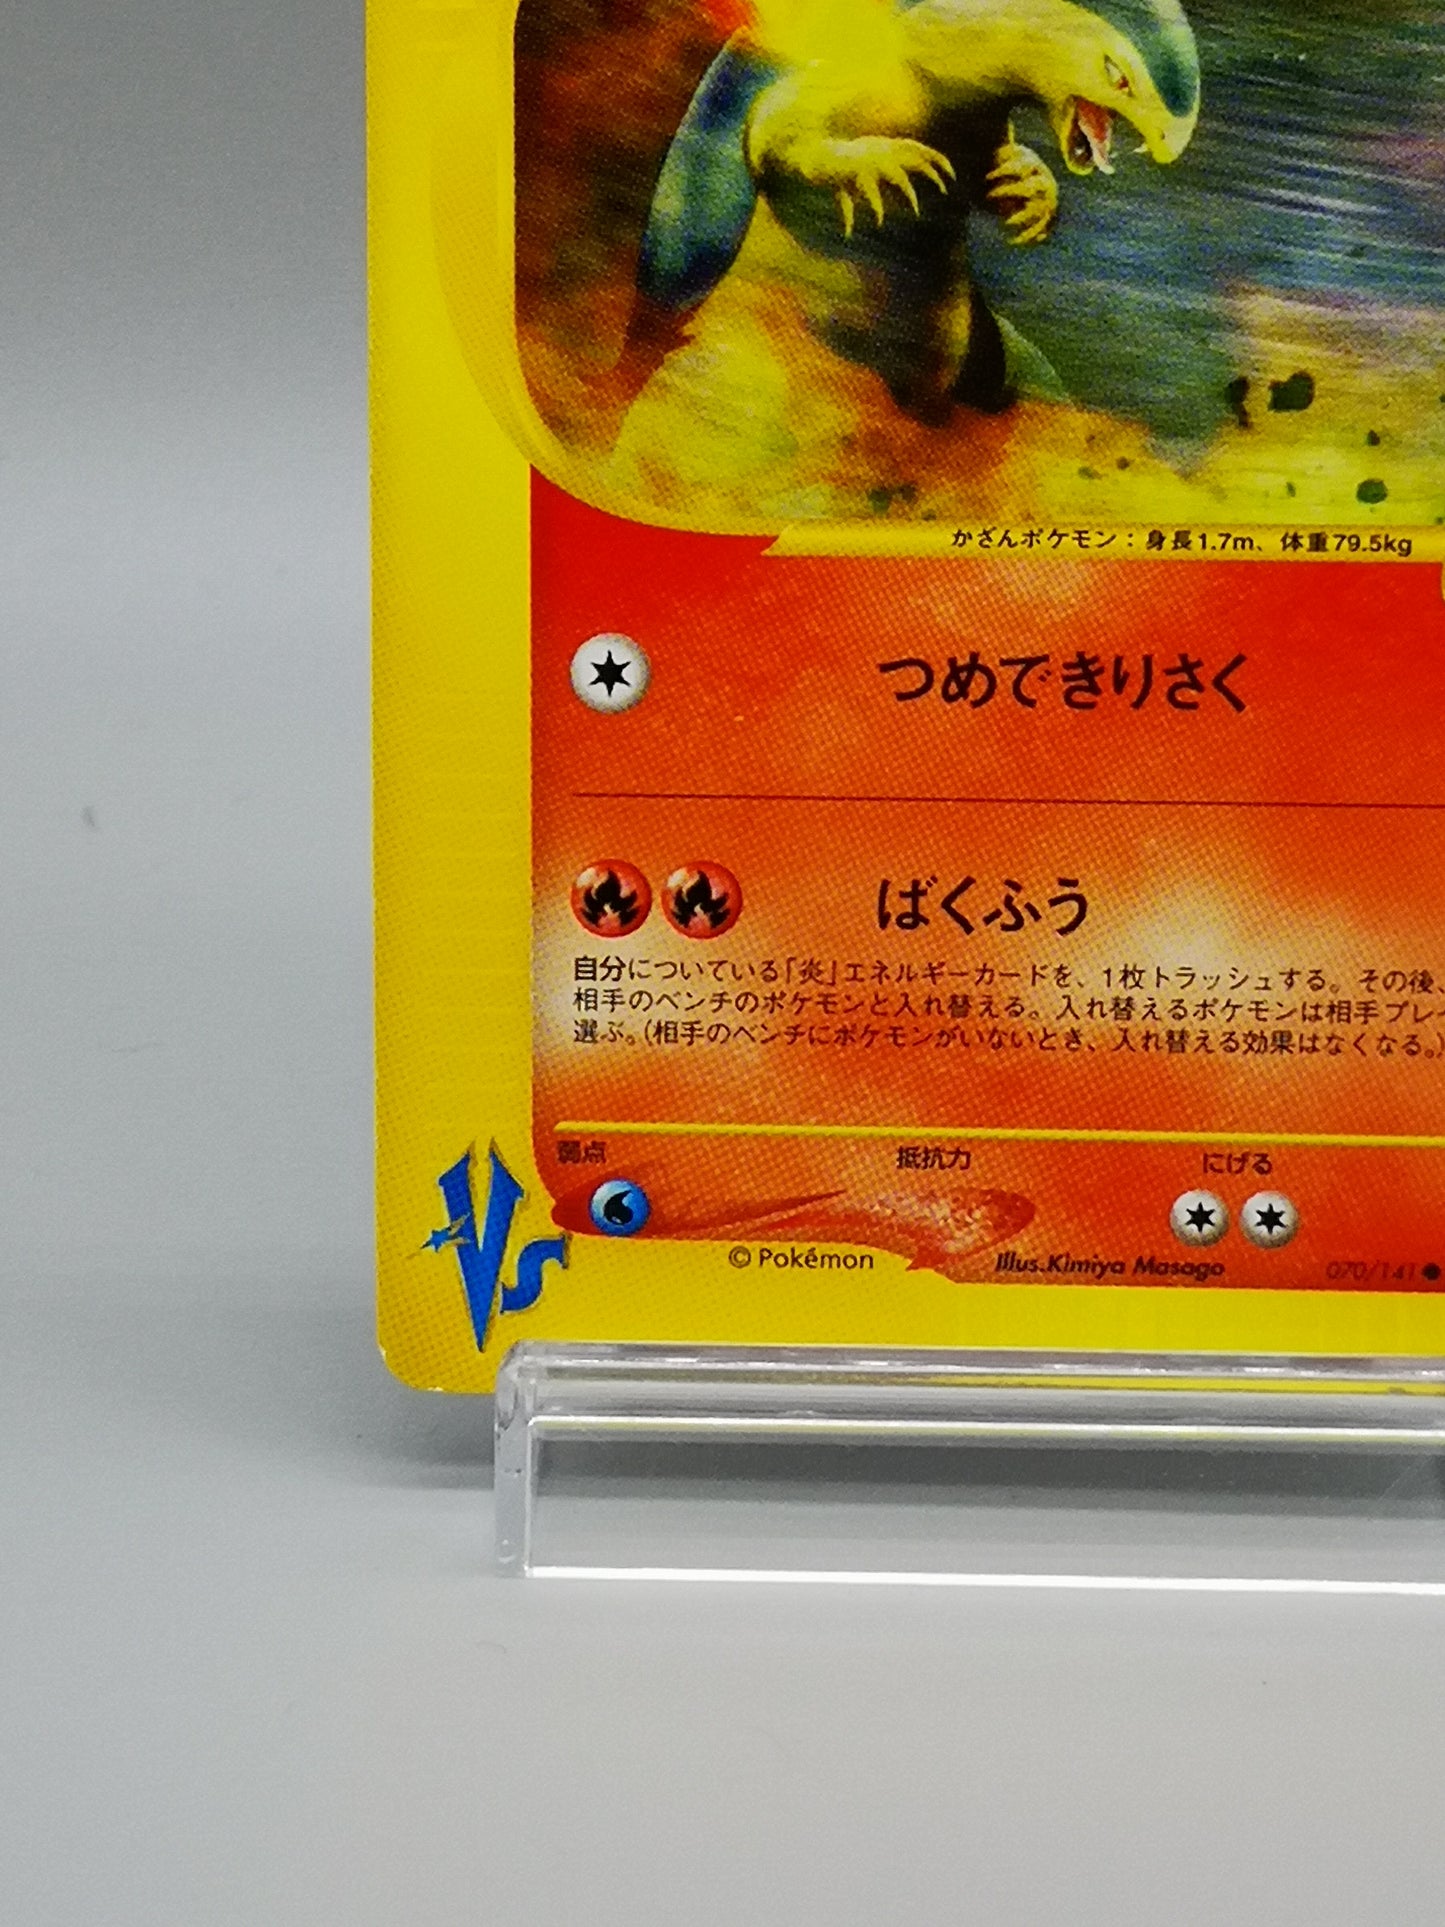 かざんポケモン：身長1.7m、体重79.5kg
つめできりさく
ばくふう
自分についている「炎」エネルギーカードを、1枚トラッシュする。その後、
相手のベンチのポケモンと入れ替える。入れ替えるポケモンは相手プレイ
選ぶ。(相手のベンチにポケモンがいないとき、入れ替える効果はなくなる。)
弱点 抵抗力 にげる
VS
© Pokémon Illus.Kimiya Masago 070/141